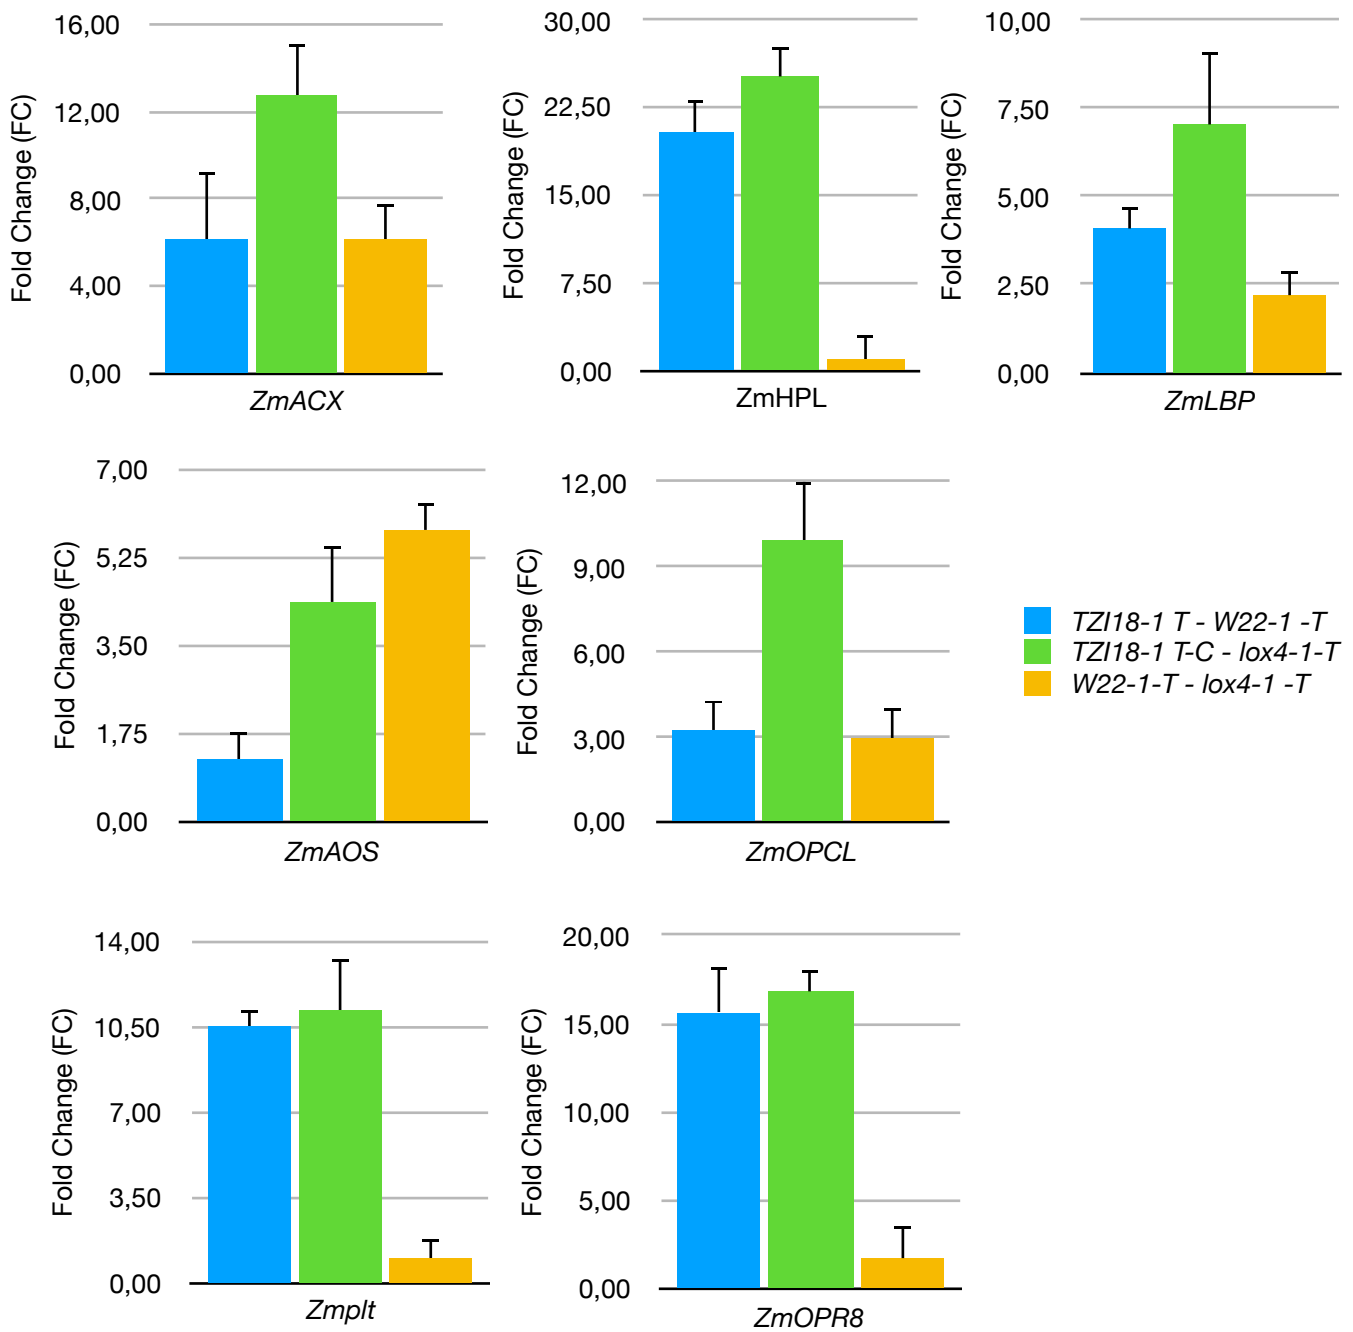 16,00
12,00
8,00
4,00
0,00
Fold Change (FC)
ZmACX
30,00
22,50
15,00
7,50
0,00
Fold Change (FC)
ZmHPL
10,00
7,50
5,00
2,50
0,00
Fold Change (FC)
ZmLBP
7,00
5,25
3,50
1,75
0,00
Fold Change (FC)
ZmAOS
12,00
9,00
6,00
3,00
0,00
Fold Change (FC)
ZmOPCL
TZI18-1 T - W22-1 -T
TZI18-1 T-C - lox4-1-T
W22-1-T - lox4-1 -T
14,00
10,50
7,00
3,50
0,00
Fold Change (FC)
Zmplt
20,00
15,00
10,00
5,00
0,00
Fold Change (FC)
ZmOPR8